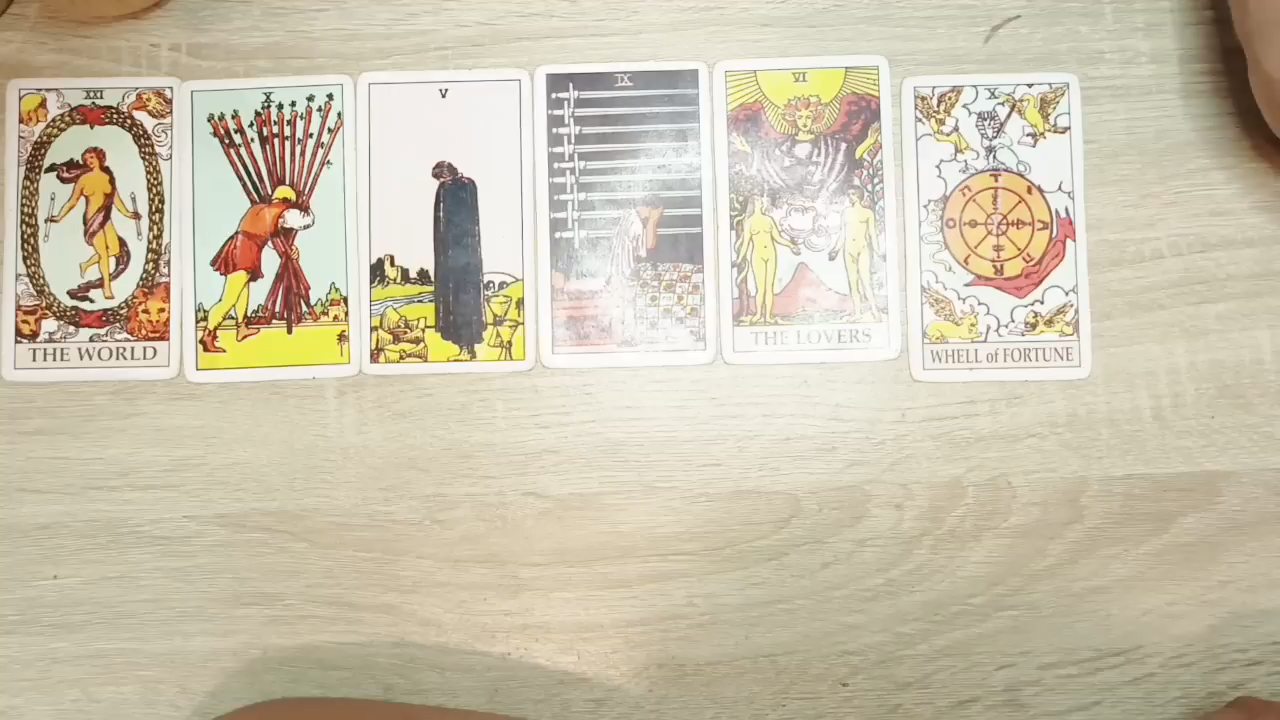 XXI
THE WORLD
X
V
IX
VI
THE LOVERS
X
WHELL of FORTUNE